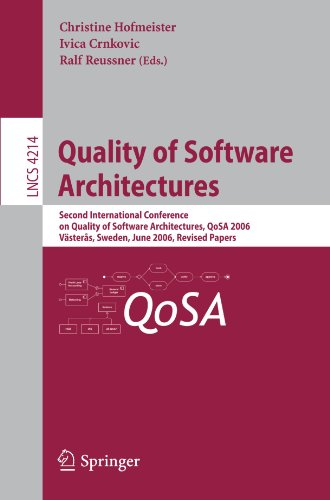 Christine Hofmeister
Ivica Crnkovic
Ralf Reussner (Eds.)
LNCS 4214
Quality of Software
Architectures
Second International Conference
on Quality of Software Architectures, QoSA 2006
Västerås, Sweden, June 2006, Revised Papers
QoSA
Springer